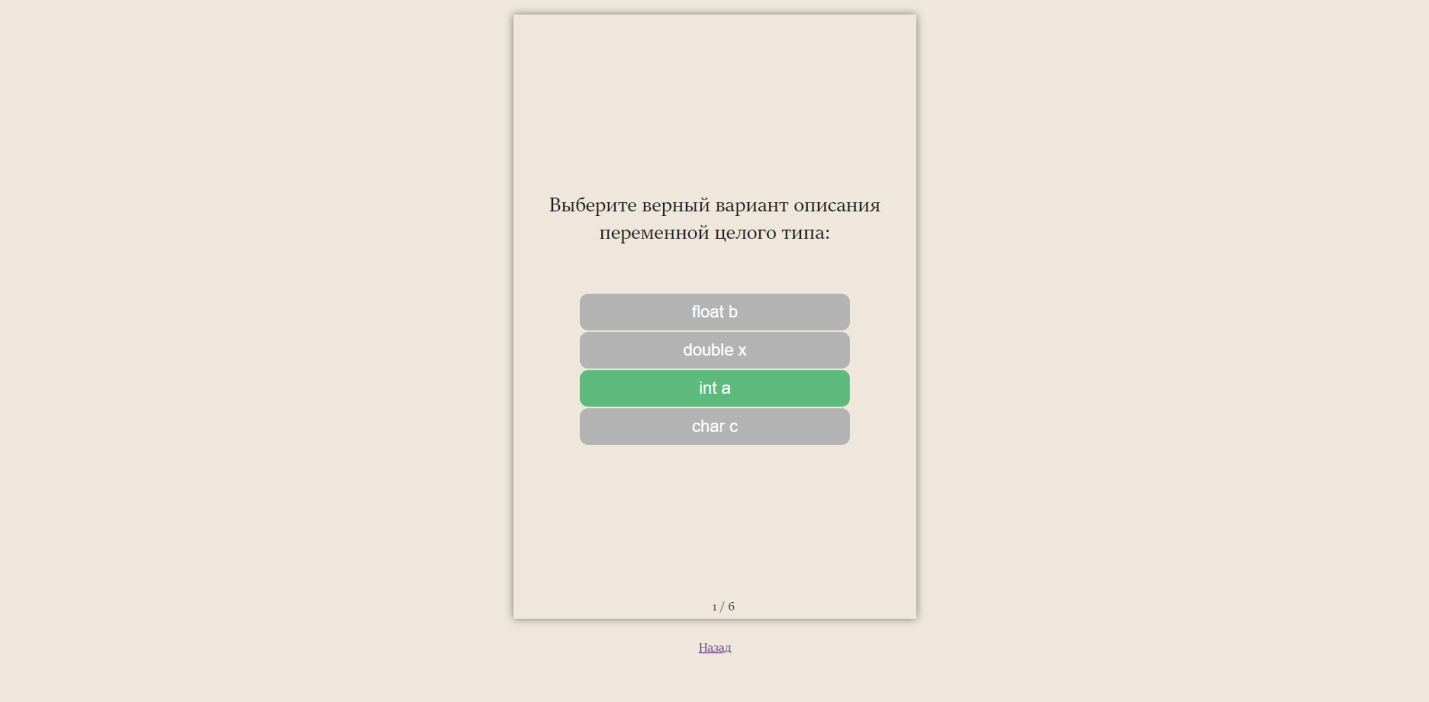 Выберите верный вариант описания
переменной целого типа:
float b
double x
int a
char c
1 / 6
Назад